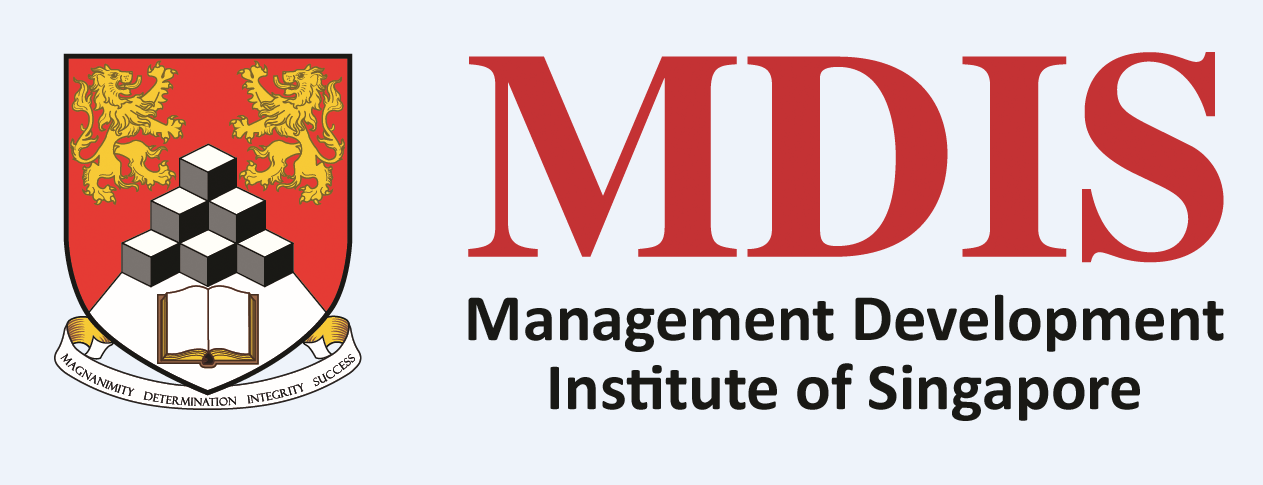 MAGNANIMITY DETERMINATION INTEGRITY SUCCESS
MDIS
Management Development
Institute of Singapore